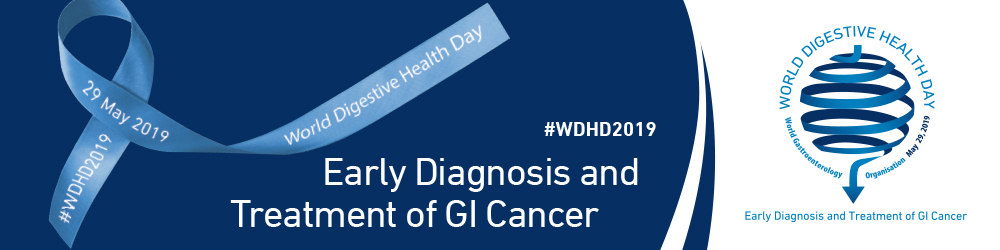 29 May 2019
World Digestive Health Day
#WDHD2019
#WDHD2019
Early Diagnosis and
Treatment of GI Cancer
WORLD DIGESTIVE HEALTH DAY
World Gastroenterology Organisation May 29, 2019
Early Diagnosis and Treatment of GI Cancer